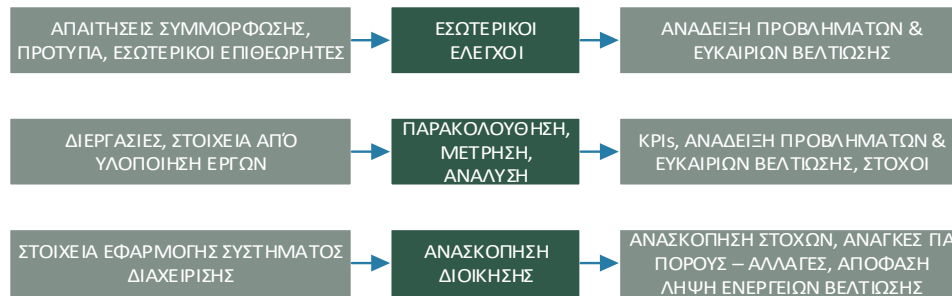 ΑΠΑΙΤΗΣΕΙΣ ΣΥΜΜΟΡΦΩΣΗΣ,
ΠΡΟΤΥΠΑ, ΕΣΩΤΕΡΙΚΟΙ ΕΠΙΘΕΩΡΗΤΕΣ
ΕΣΩΤΕΡΙΚΟΙ
ΕΛΕΓΧΟΙ
ΑΝΑΔΕΙΞΗ ΠΡΟΒΛΗΜΑΤΩΝ &
ΕΥΚΑΙΡΙΩΝ ΒΕΛΤΙΩΣΗΣ
ΔΙΕΡΓΑΣΙΕΣ, ΣΤΟΙΧΕΙΑ ΑΠΌ
ΥΛΟΠΟΙΗΣΗ ΕΡΓΩΝ
ΠΑΡΑΚΟΛΟΥΘΗΣΗ,
ΜΕΤΡΗΣΗ,
ΑΝΑΛΥΣΗ
KPIs, ΑΝΑΔΕΙΞΗ ΠΡΟΒΛΗΜΑΤΩΝ &
ΕΥΚΑΙΡΙΩΝ ΒΕΛΤΙΩΣΗΣ, ΣΤΟΧΟΙ
ΣΤΟΙΧΕΙΑ ΕΦΑΡΜΟΓΗΣ ΣΥΣΤΗΜΑΤΟΣ
ΔΙΑΧΕΙΡΙΣΗΣ
ΑΝΑΣΚΟΠΗΣΗ
ΔΙΟΙΚΗΣΗΣ
ΑΝΑΣΚΟΠΗΣΗ ΣΤΟΧΩΝ, ΑΝΑΓΚΕΣ ΓΙΑ
ΠΟΡΟΥΣ – ΑΛΛΑΓΕΣ, ΑΠΟΦΑΣΗ
ΛΗΨΗ ΕΝΕΡΓΕΙΩΝ ΒΕΛΤΙΩΣΗΣ